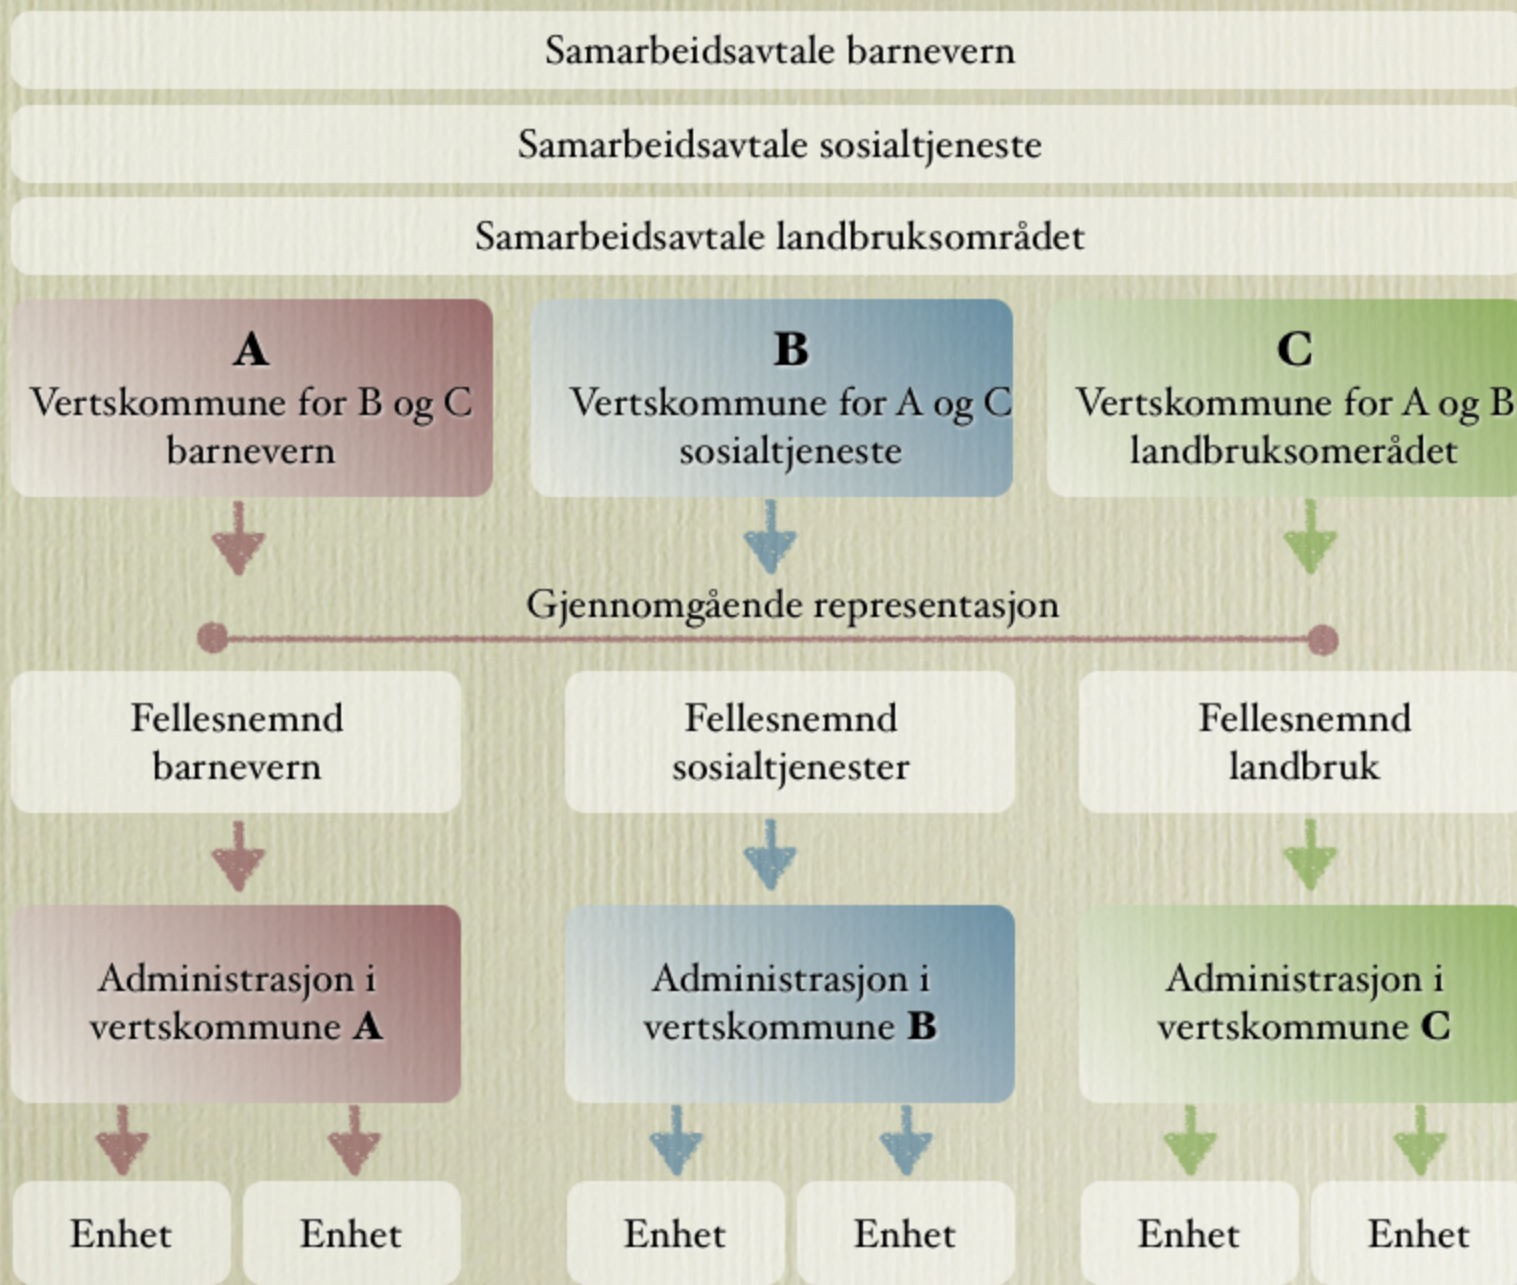 Samarbeidsavtale barnevern
Samarbeidsavtale sosialtjeneste
Samarbeidsavtale landbruksområdet
A
Vertskommune for B og C
barnevern
B
Vertskommune for A og C
sosialtjeneste
C
Vertskommune for A og B
landbruksomerådet
Gjennomgående representasjon
Fellesnemnd
barnevern
Fellesnemnd
sosialtjenester
Fellesnemnd
landbruk
Administrasjon i
vertskommune A
Administrasjon i
vertskommune B
Administrasjon i
vertskommune C
Enhet
Enhet
Enhet
Enhet
Enhet
Enhet